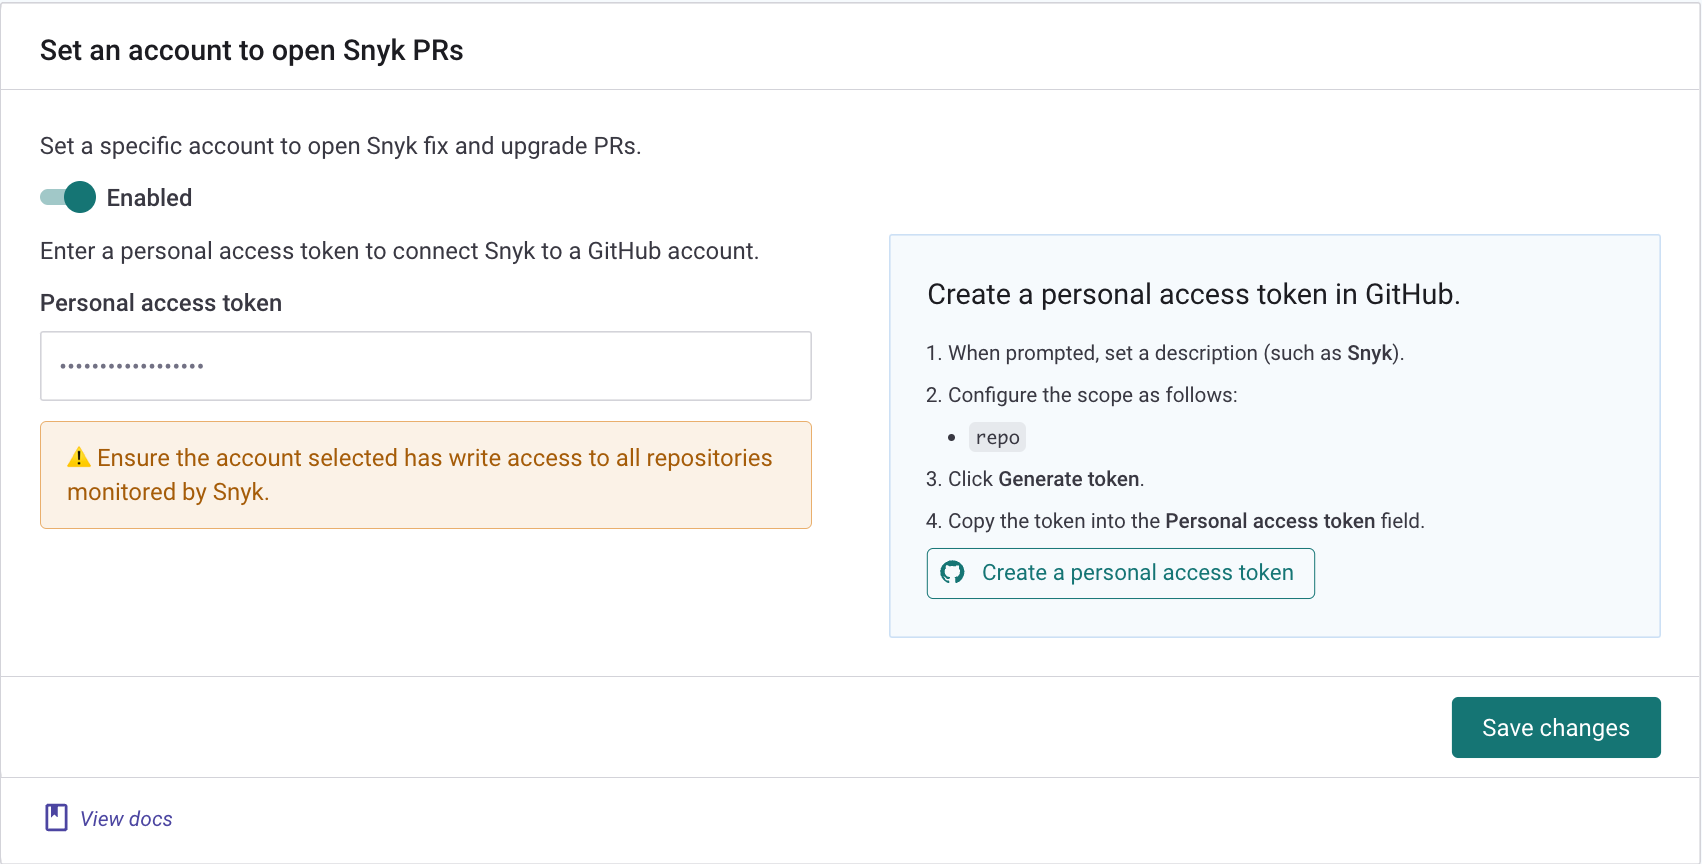 Set an account to open Snyk PRs
Set a specific account to open Snyk fix and upgrade PRs.
Enabled
Enter a personal access token to connect Snyk to a GitHub account.
Personal access token
••••••••••••••••••
⚠ Ensure the account selected has write access to all repositories
monitored by Snyk.
Create a personal access token in GitHub.
1. When prompted, set a description (such as Snyk).
2. Configure the scope as follows:
• repo
3. Click Generate token.
4. Copy the token into the Personal access token field.
Create a personal access token
Save changes
View docs